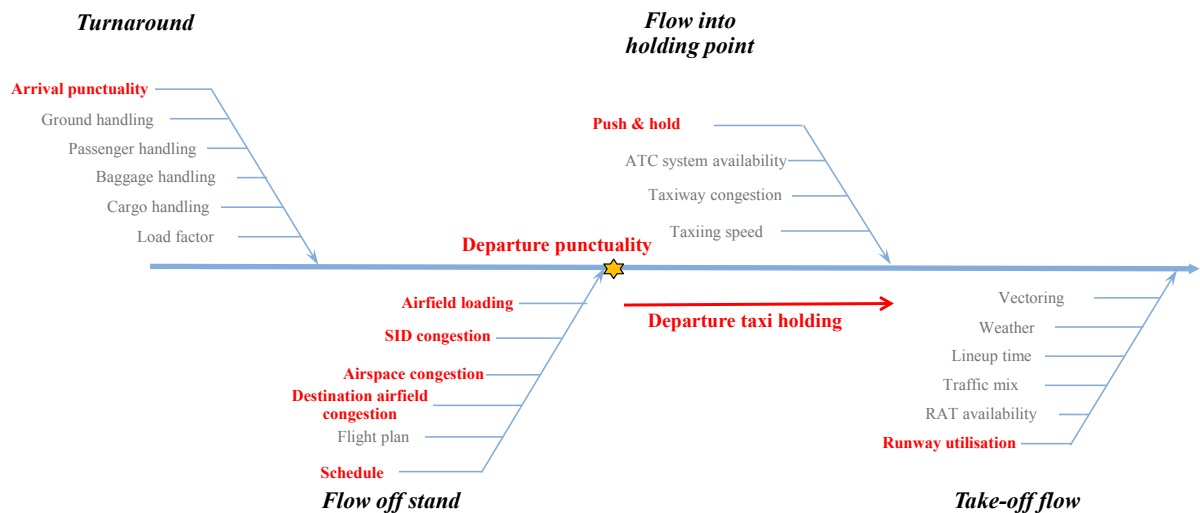 Turnaround
Arrival punctuality
Ground handling
Passenger handling
Baggage handling
Cargo handling
Load factor
Flow into
holding point
Push & hold
ATC system availability
Taxiway congestion
Taxiing speed
Departure punctuality
Airfield loading
SID congestion
Airspace congestion
Destination airfield
congestion
Flight plan
Schedule
Flow off stand
Departure taxi holding
Vectoring
Weather
Lineup time
Traffic mix
RAT availability
Runway utilisation
Take-off flow